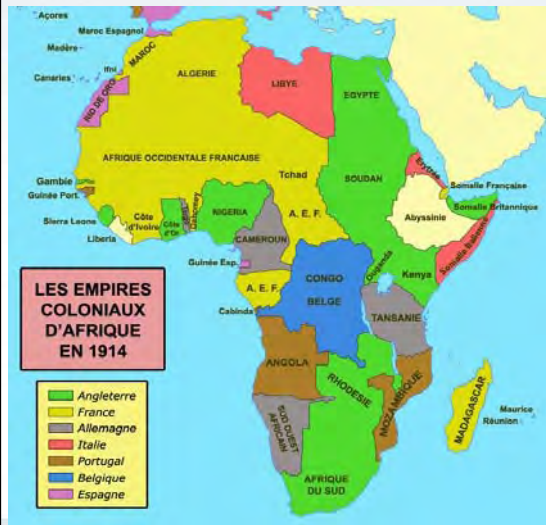 Açores
Maroc Espagnol
Madère
Ifni
MAROC
Canaries
ALGERIE
LIBYE
EGYPTE
RIO DE ORO
AFRIQUE OCCIDENTALE FRANCAISE
Tchad
SOUDAN
Erytrée
Gambie
Guinée Port.
Somalie Française
Somalie Britannique
Sierra Leone
Liberia
Côte
d'Ivoire
Côte
d'Or
Togo
Dahomey
NIGERIA
A. E. F.
Abyssinie
CAMEROUN
Somalie Italienne
Guinée Esp.
Ouganda
Kenya
A. E. F.
CONGO
BELGE
Cabinda
TANSANIE
LES EMPIRES
COLONIAUX
D'AFRIQUE
EN 1914
ANGOLA
RHODESIE
MOZAMBIQUE
MADAGASCAR
Maurice
Réunion
SUD OUEST
AFRICAIN
AFRIQUE
DU SUD
Angleterre
France
Allemagne
Italie
Portugal
Belgique
Espagne